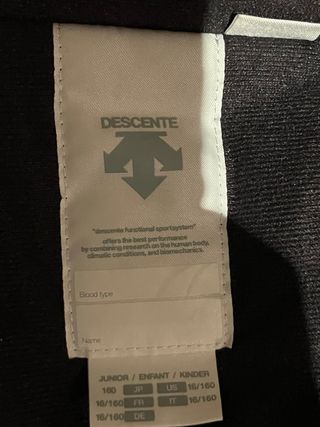 DESCENTE
"descente functional sportsystem"
offers the best performance
by combining research on the human body,
climatic conditions, and biomechanics.
Blood type
Name
JUNIOR / ENFANT / KINDER
160 JP US 16/160
16/160 FR IT 16/160
16/160 DE